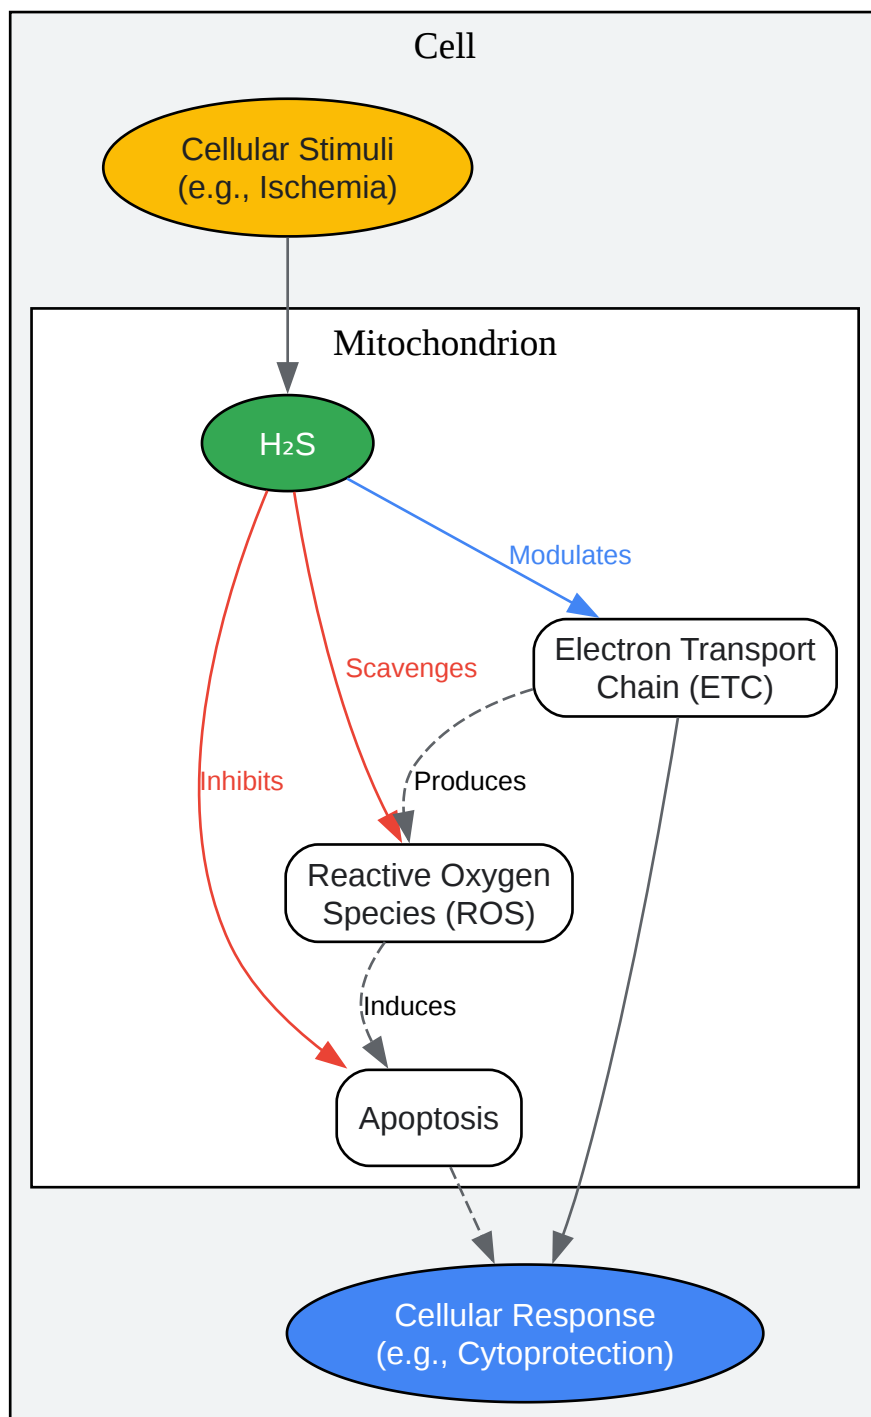 Cell
Cellular Stimuli
(e.g., Ischemia)
Mitochondrion
H₂S
Modulates
Electron Transport
Chain (ETC)
Scavenges
Inhibits
Produces
Reactive Oxygen
Species (ROS)
Induces
Apoptosis
Cellular Response
(e.g., Cytoprotection)